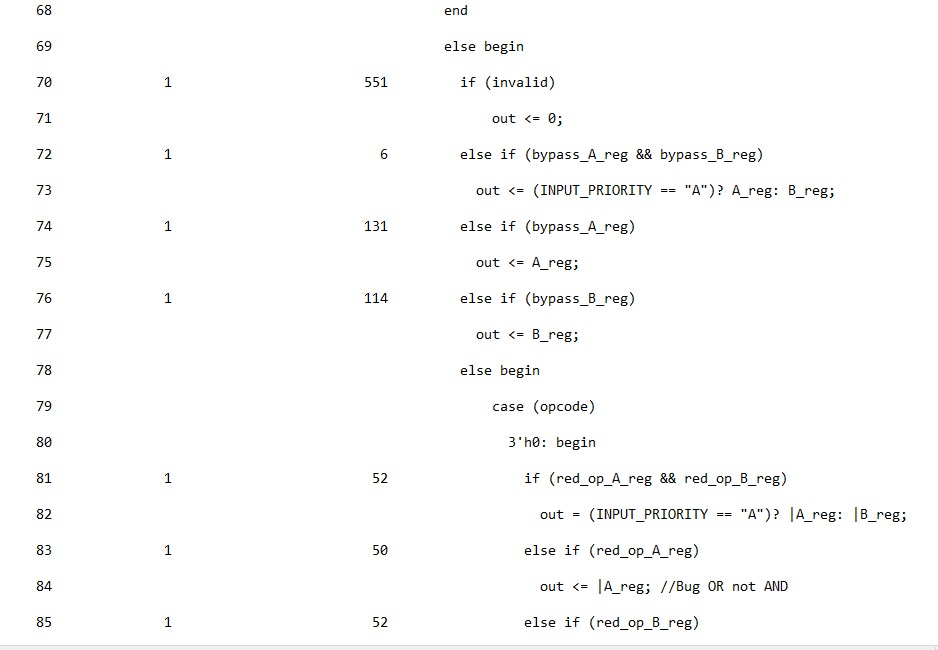 68 end
69 else begin
70 1 551 if (invalid)
71 out <= 0;
72 1 6 else if (bypass_A_reg && bypass_B_reg)
73 out <= (INPUT_PRIORITY == "A")? A_reg: B_reg;
74 1 131 else if (bypass_A_reg)
75 out <= A_reg;
76 1 114 else if (bypass_B_reg)
77 out <= B_reg;
78 else begin
79 case (opcode)
80 3'h0: begin
81 1 52 if (red_op_A_reg && red_op_B_reg)
82 out = (INPUT_PRIORITY == "A")? |A_reg: |B_reg;
83 1 50 else if (red_op_A_reg)
84 out <= |A_reg; //Bug OR not AND
85 1 52 else if (red_op_B_reg)